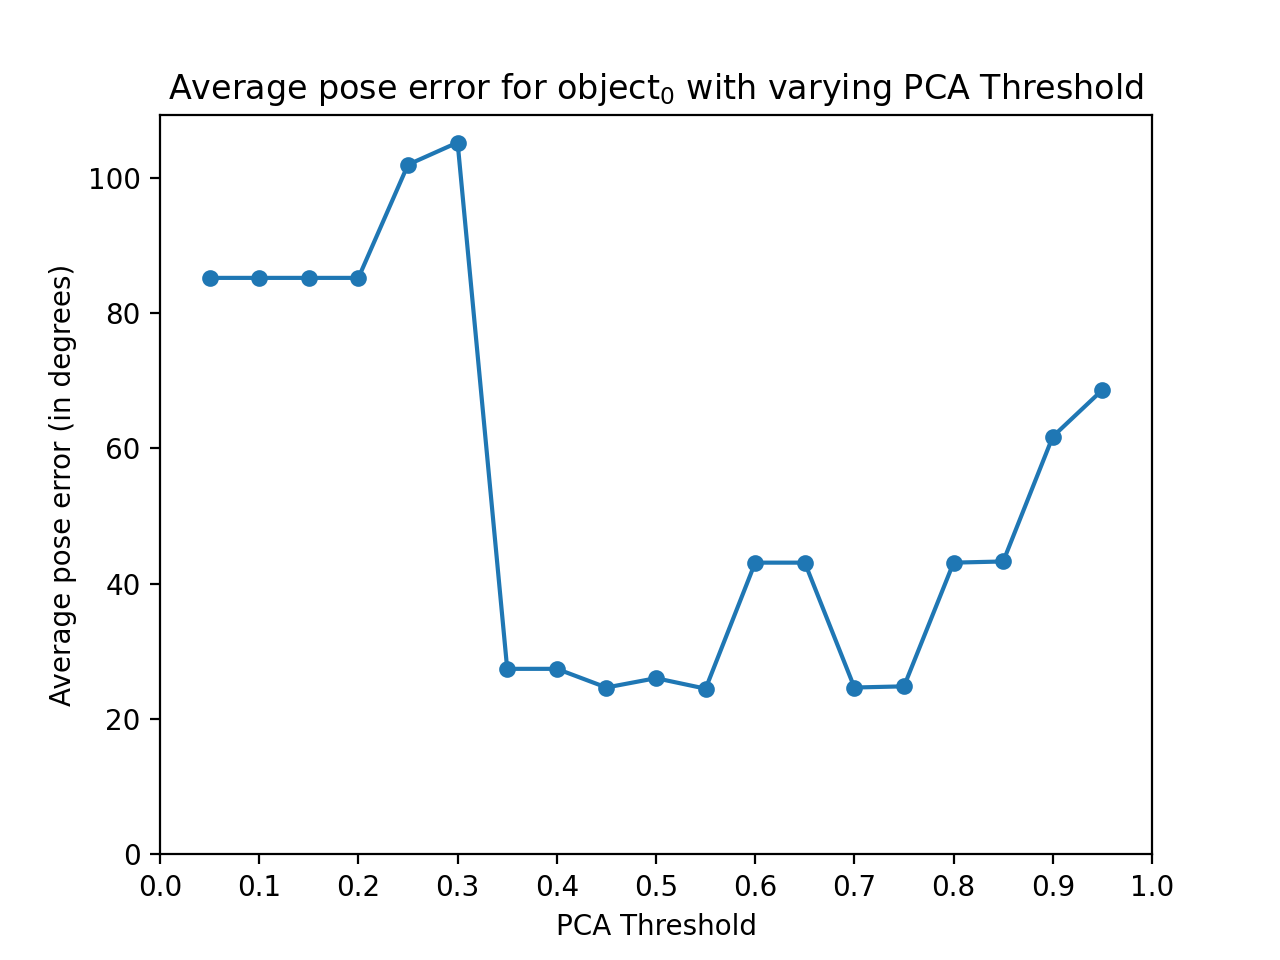 Average pose error for object₀ with varying PCA Threshold
Average pose error (in degrees)
100
80
60
40
20
0
0.0 0.1 0.2 0.3 0.4 0.5 0.6 0.7 0.8 0.9 1.0
PCA Threshold